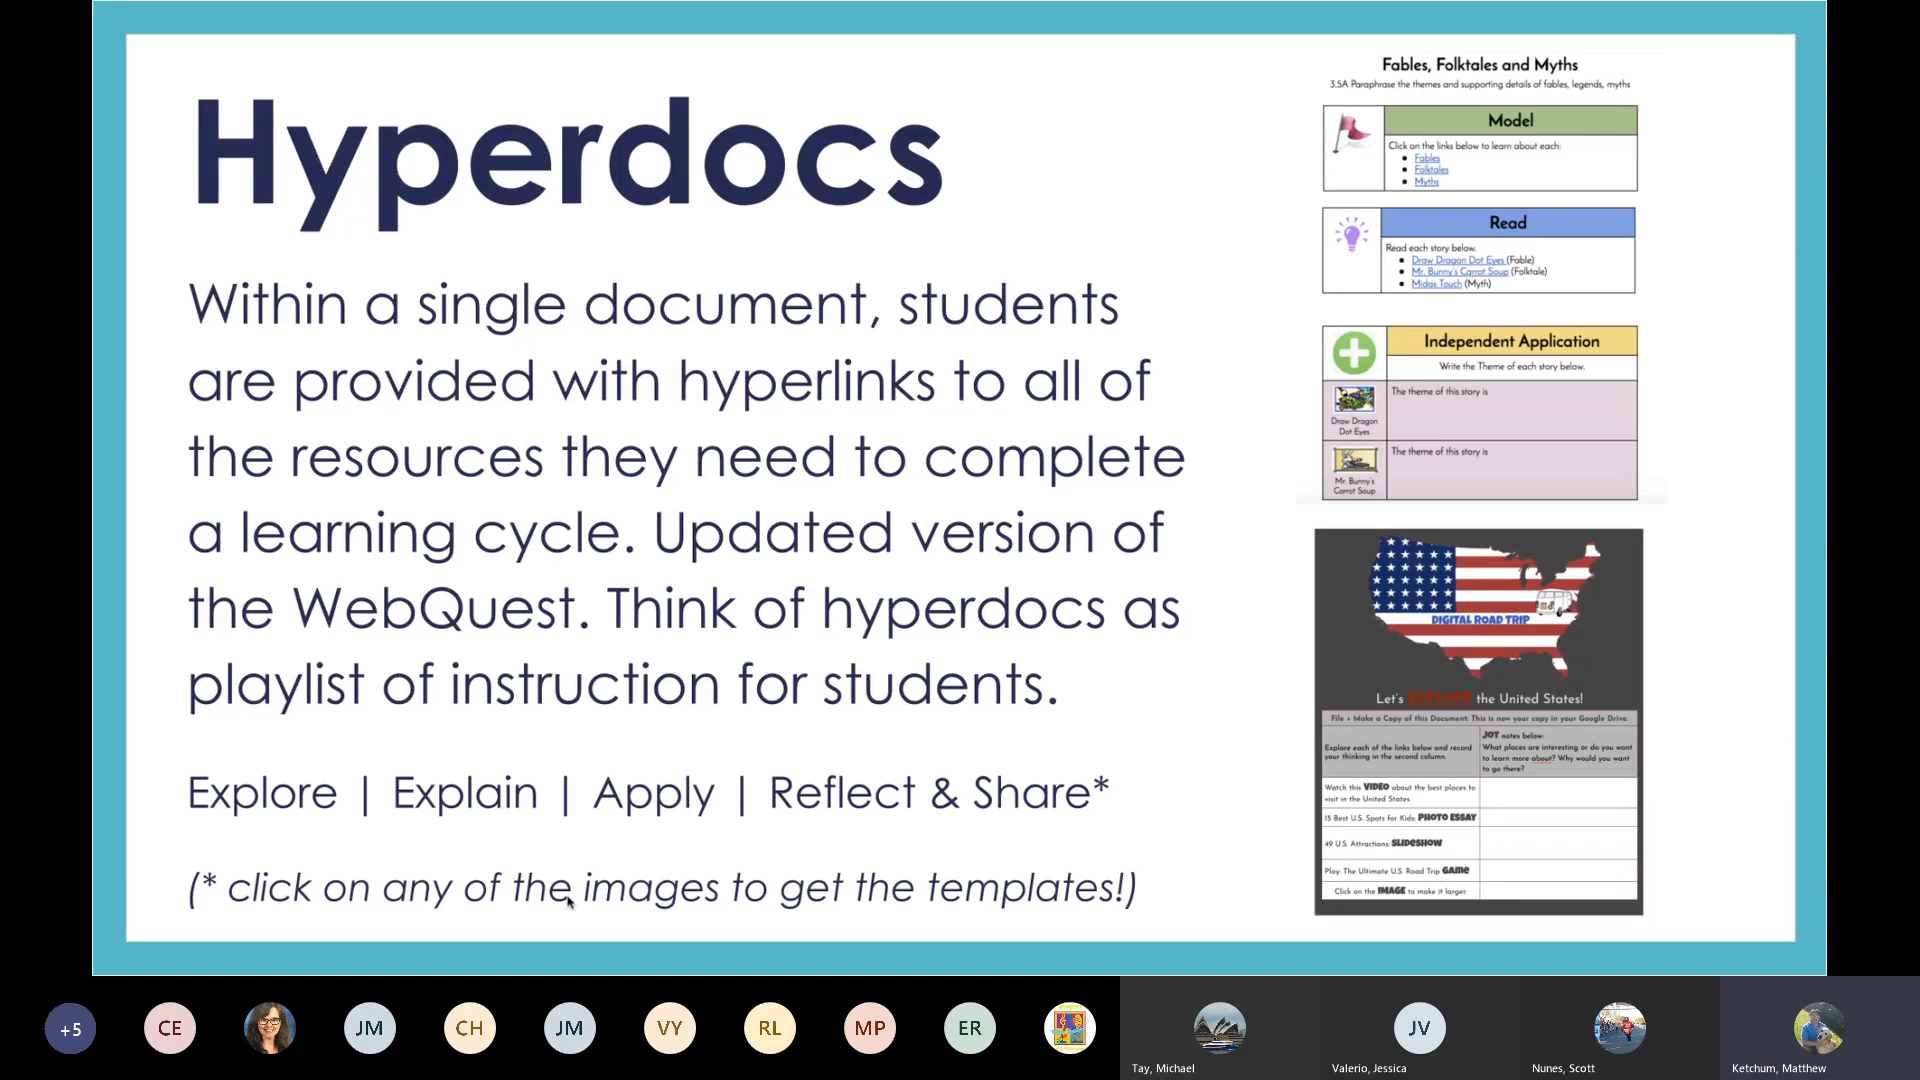 Hyperdocs
Within a single document, students
are provided with hyperlinks to all of
the resources they need to complete
a learning cycle. Updated version of
the WebQuest. Think of hyperdocs as
playlist of instruction for students.
Explore | Explain | Apply | Reflect & Share*
(* click on any of the images to get the templates!)
Fables, Folktales and Myths
3.5A Paraphrase the themes and supporting details of fables, legends, myths
Model
Click on the links below to learn about each:
Fables
Folktales
Myths
Read
Read each story below.
Draw Dragon Dot Eyes (Fable)
Mr. Bunny's Carrot Soup (Folktale)
Midas Touch (Myth)
Independent Application
Write the Theme of each story below.
The theme of this story is
Draw Dragon
Dot Eyes
The theme of this story is
Mr. Bunny's
Carrot Soup
DIGITAL ROAD TRIP
Let's EXPLORE the United States!
File + Make a Copy of this Document: This is now your copy in your Google Drive.
Explore each of the links below and record
your thinking in the second column.
JOT notes below:
What places are interesting or do you want
to learn more about? Why would you want
to go there?
Watch this VIDEO about the best places to
visit in the United States
15 Best U.S. Spots for Kids: PHOTO ESSAY
49 U.S. Attractions: SLIDESHOW
Play: The Ultimate U.S. Road Trip GAME
Click on the IMAGE to make it larger.
+5
CE
JM
CH
JM
VY
RL
MP
ER
JV
Tay, Michael
Valerio, Jessica
Nunes, Scott
Ketchum, Matthew